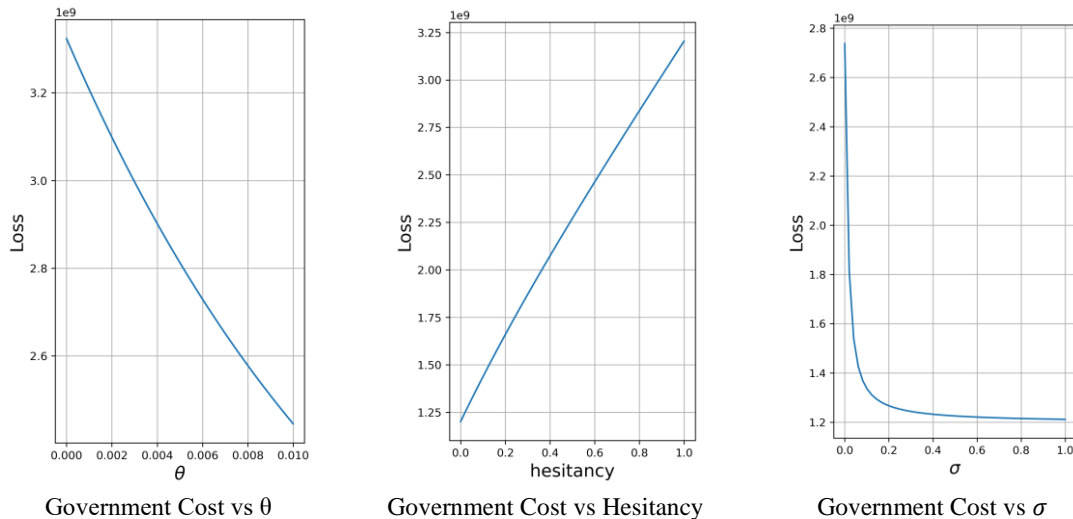 1e9
3.2
3.0
2.8
2.6
Loss
0.000 0.002 0.004 0.006 0.008 0.010
θ
Government Cost vs θ
1e9
3.25
3.00
2.75
2.50
2.25
2.00
1.75
1.50
1.25
Loss
0.0 0.2 0.4 0.6 0.8 1.0
hesitancy
Government Cost vs Hesitancy
1e9
2.8
2.6
2.4
2.2
2.0
1.8
1.6
1.4
1.2
Loss
0.0 0.2 0.4 0.6 0.8 1.0
σ
Government Cost vs σ